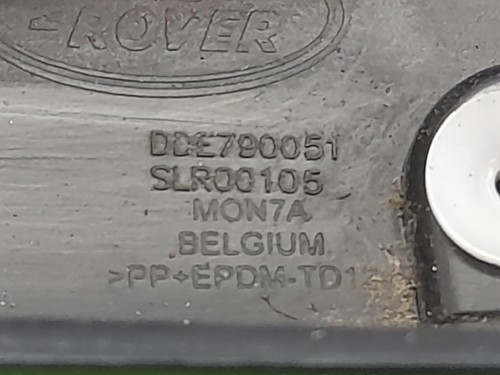 -ROVER
DDE790051
SLR00105
MON7A
BELGIUM
>PP+EPDM-TD1